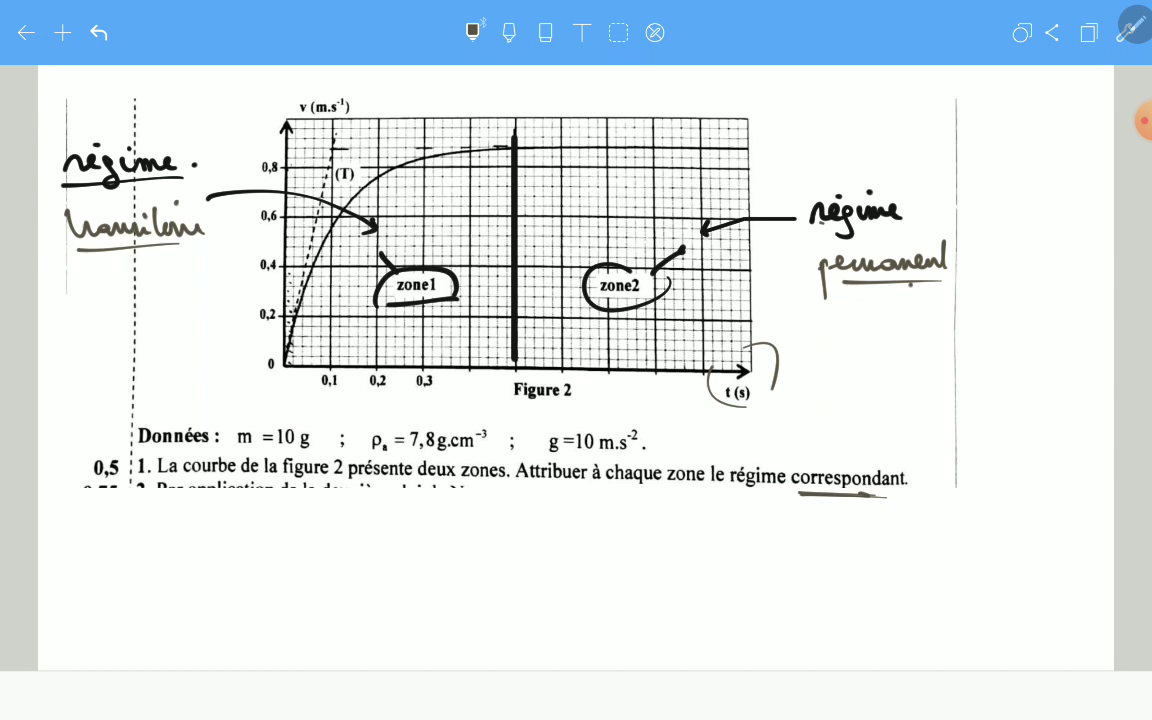 v (m.s⁻¹)
régime.
transitoire
0,8
(T)
0,6
régime
permanent
0,4
zone1
zone2
0,2
0
0,1 0,2 0,3
Figure 2
t (s)
Données : m = 10 g ; ρₐ = 7,8 g.cm⁻³ ; g = 10 m.s⁻².
0,5 1. La courbe de la figure 2 présente deux zones. Attribuer à chaque zone le régime correspondant.